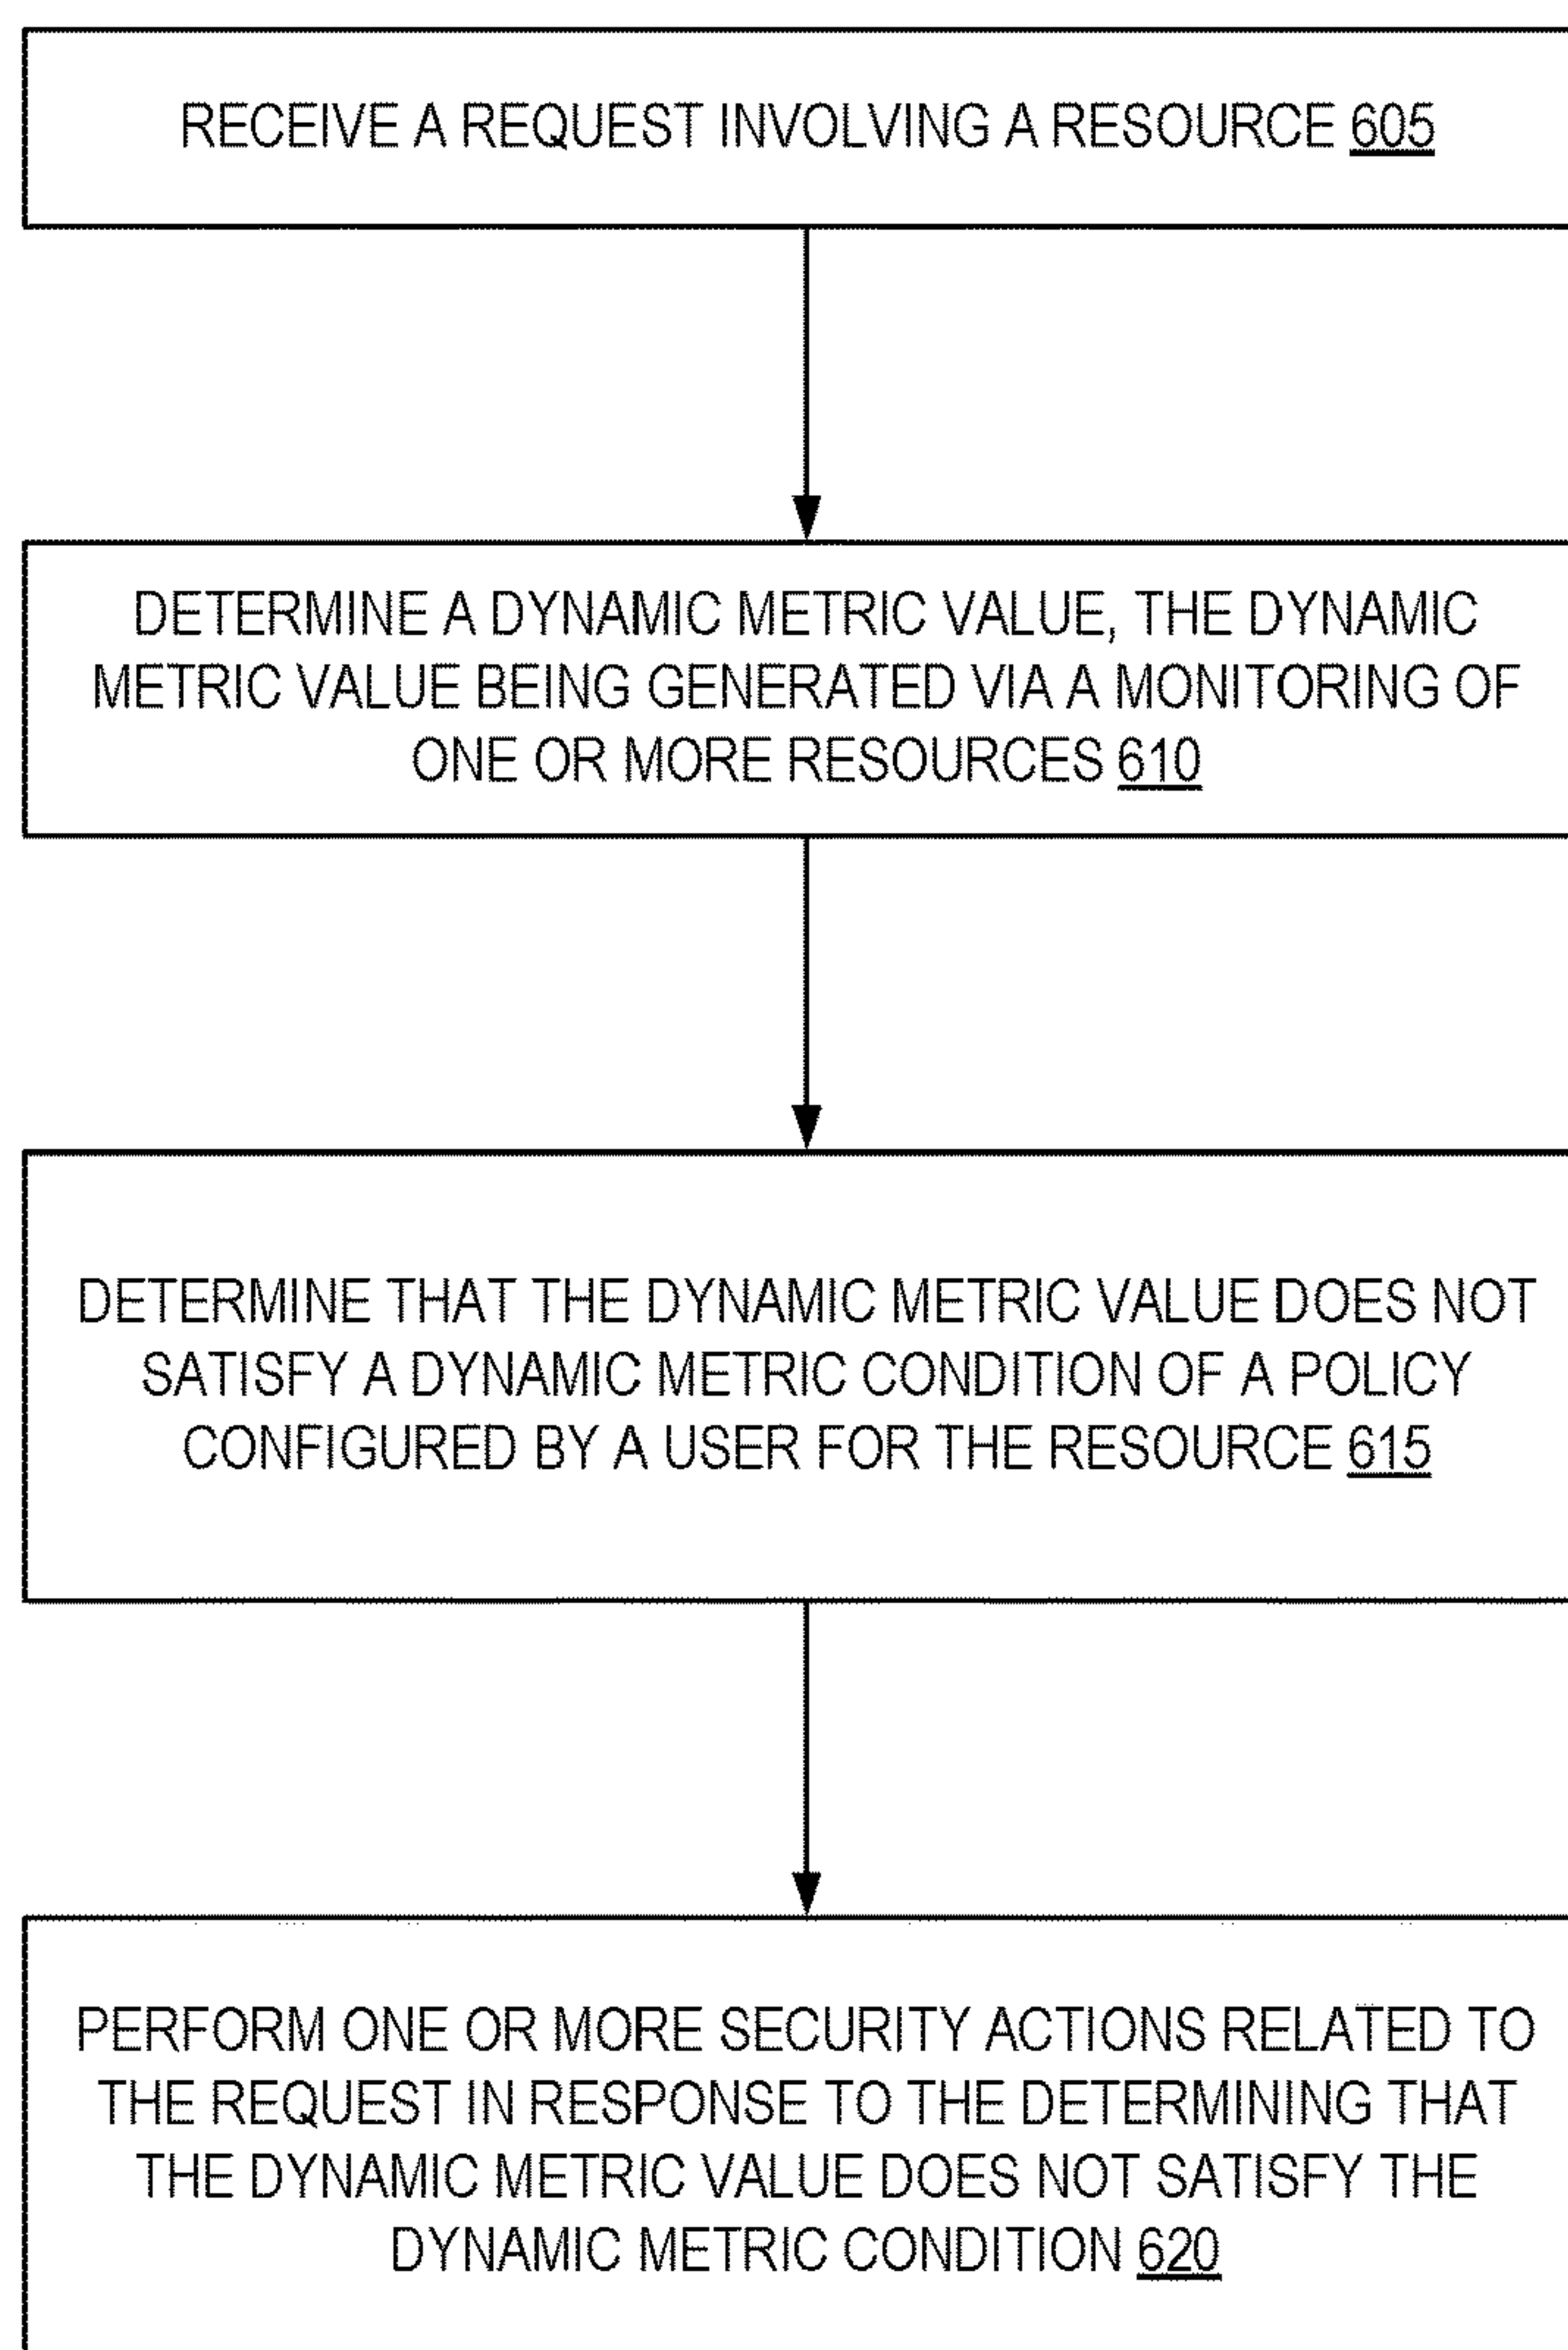 RECEIVE A REQUEST INVOLVING A RESOURCE 605
DETERMINE A DYNAMIC METRIC VALUE, THE DYNAMIC
METRIC VALUE BEING GENERATED VIA A MONITORING OF
ONE OR MORE RESOURCES 610
DETERMINE THAT THE DYNAMIC METRIC VALUE DOES NOT
SATISFY A DYNAMIC METRIC CONDITION OF A POLICY
CONFIGURED BY A USER FOR THE RESOURCE 615
PERFORM ONE OR MORE SECURITY ACTIONS RELATED TO
THE REQUEST IN RESPONSE TO THE DETERMINING THAT
THE DYNAMIC METRIC VALUE DOES NOT SATISFY THE
DYNAMIC METRIC CONDITION 620